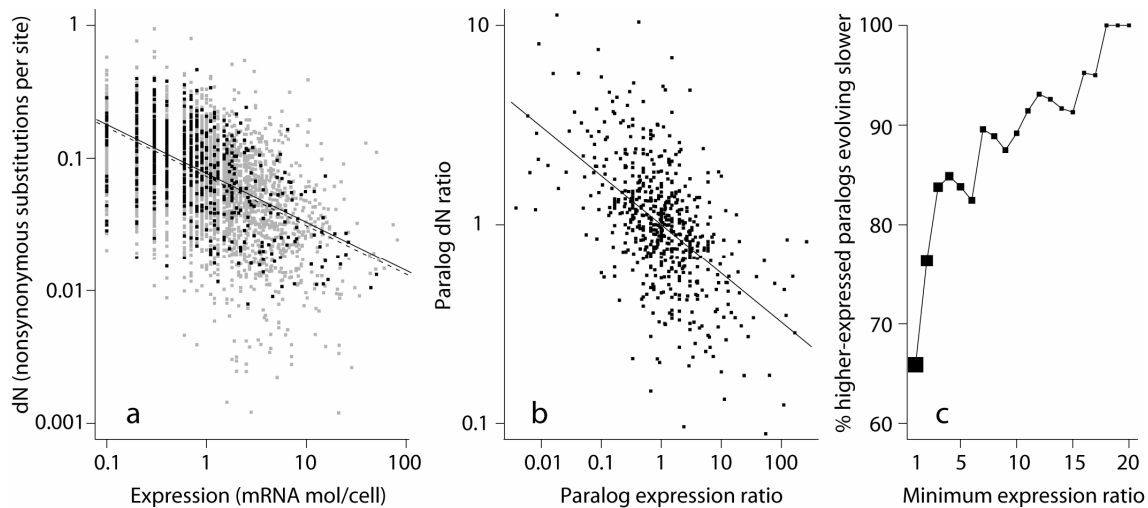 1
0.1
0.01
0.001
dN (nonsynonymous substitutions per site)
a
0.1
1
10
100
Expression (mRNA mol/cell)
10
1
0.1
Paralog dN ratio
b
0.01
0.1
1
10
100
Paralog expression ratio
100
90
80
70
60
% higher-expressed paralogs evolving slower
c
1
5
10
15
20
Minimum expression ratio